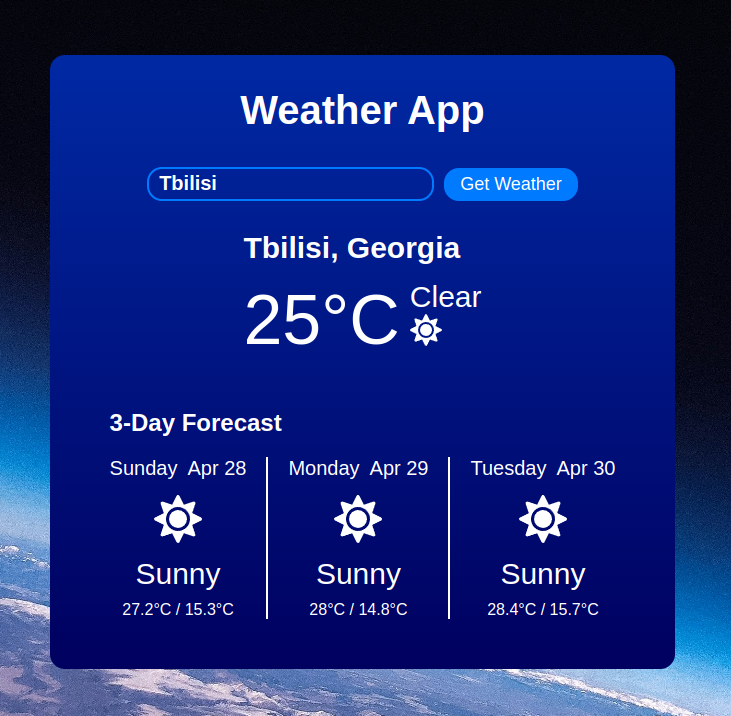 Weather App
Tbilisi
Get Weather
Tbilisi, Georgia
25°C
Clear
3-Day Forecast
Sunday Apr 28
Sunny
27.2°C / 15.3°C
Monday Apr 29
Sunny
28°C / 14.8°C
Tuesday Apr 30
Sunny
28.4°C / 15.7°C